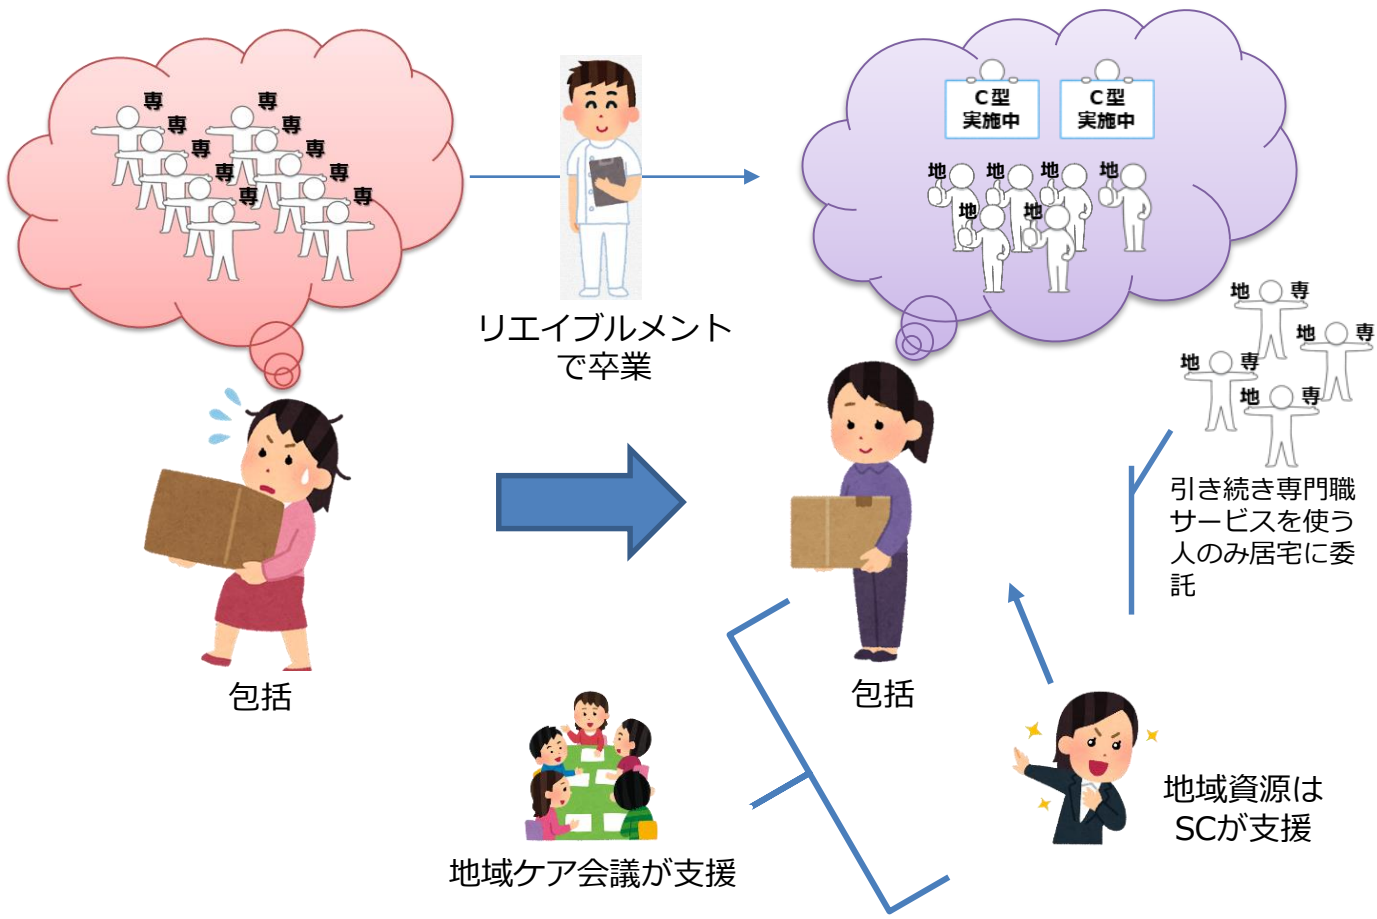 専
専
専
専
専
専
専
専
専
専
C型
実施中
C型
実施中
地
地
地
地
地
地
リエイブルメント
で卒業
地 専
地 専
地 専
地 専
引き続き専門職
サービスを使う
人のみ居宅に委
託
包括
包括
地域ケア会議が支援
地域資源は
SCが支援